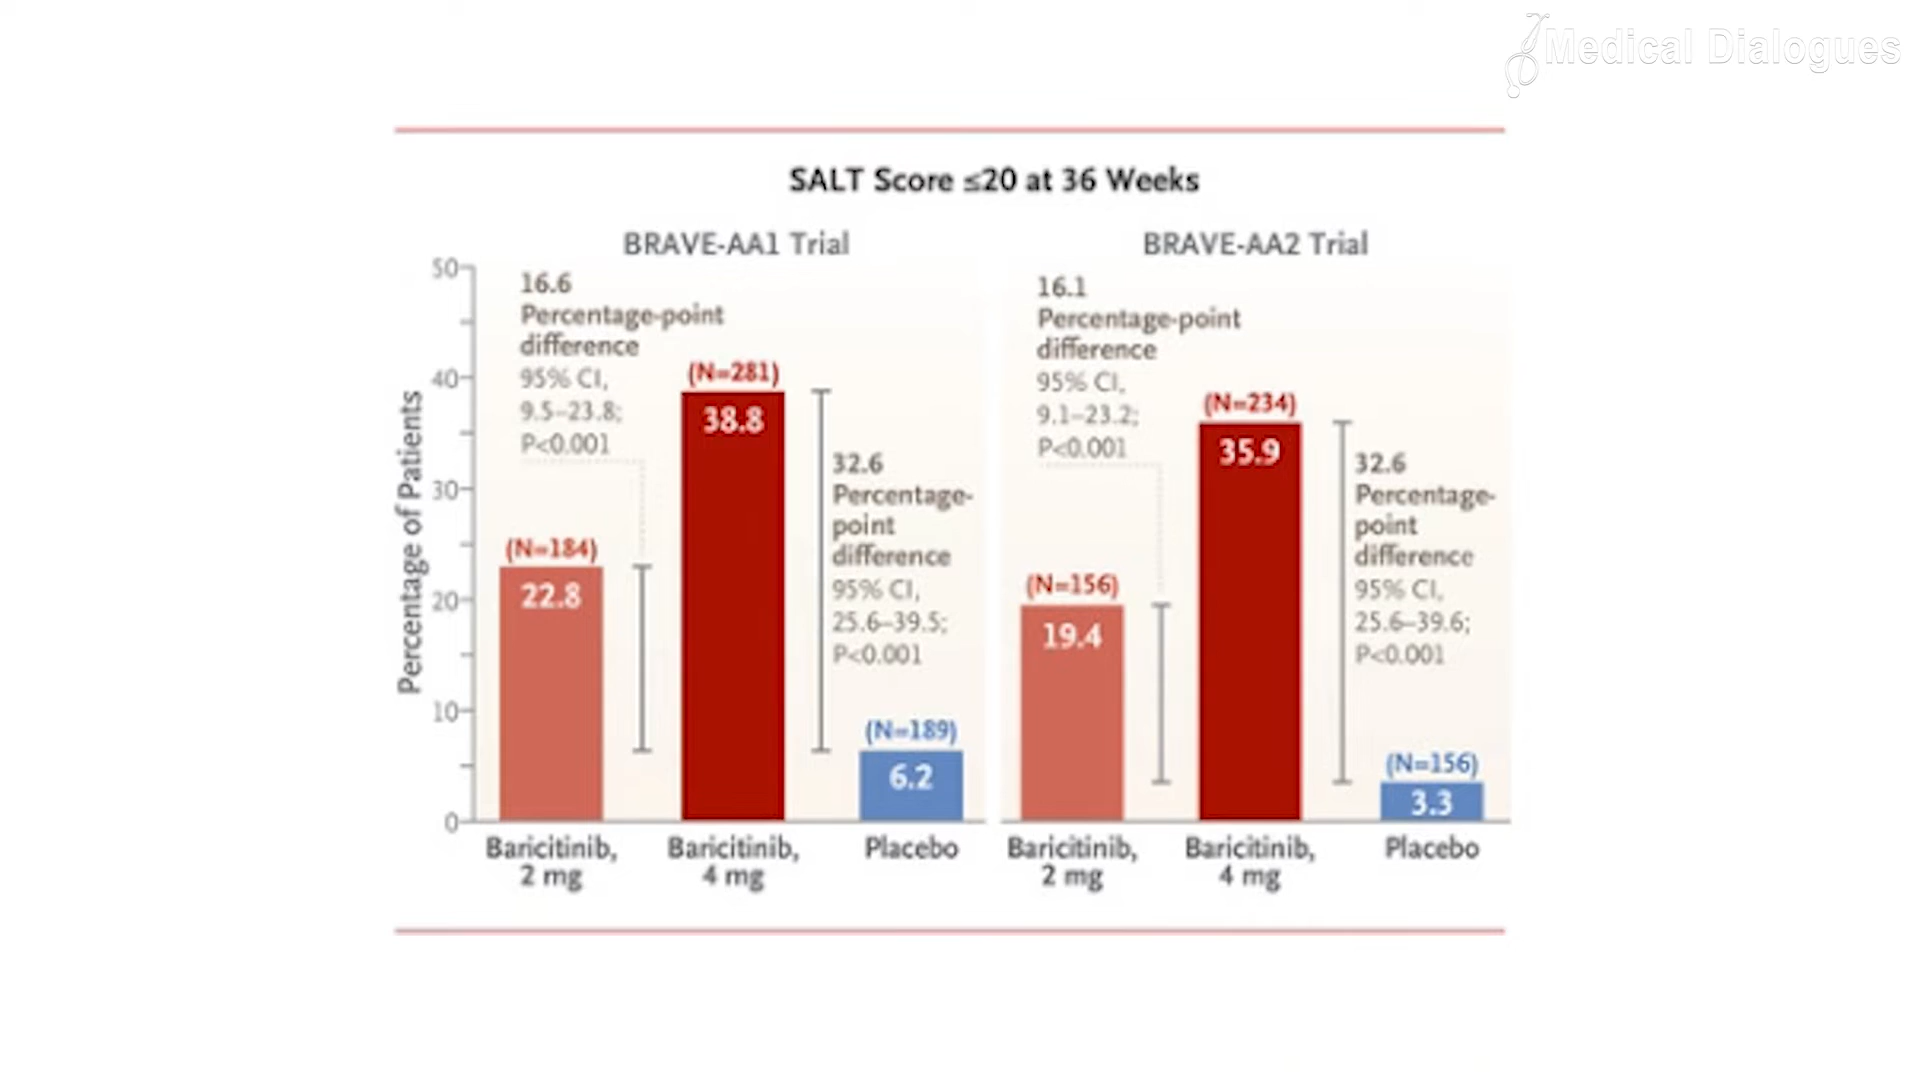 Medical Dialogues
SALT Score ≤20 at 36 Weeks
BRAVE-AA1 Trial
BRAVE-AA2 Trial
Percentage of Patients
50
40
30
20
10
0
16.6
Percentage-point
difference
95% CI,
9.5–23.8;
P<0.001
(N=184)
22.8
(N=281)
38.8
32.6
Percentage-
point
difference
95% CI,
25.6–39.5;
P<0.001
(N=189)
6.2
Baricitinib,
2 mg
Baricitinib,
4 mg
Placebo
16.1
Percentage-point
difference
95% CI,
9.1–23.2;
P<0.001
(N=156)
19.4
(N=234)
35.9
32.6
Percentage-
point
difference
95% CI,
25.6–39.6;
P<0.001
(N=156)
3.3
Baricitinib,
2 mg
Baricitinib,
4 mg
Placebo